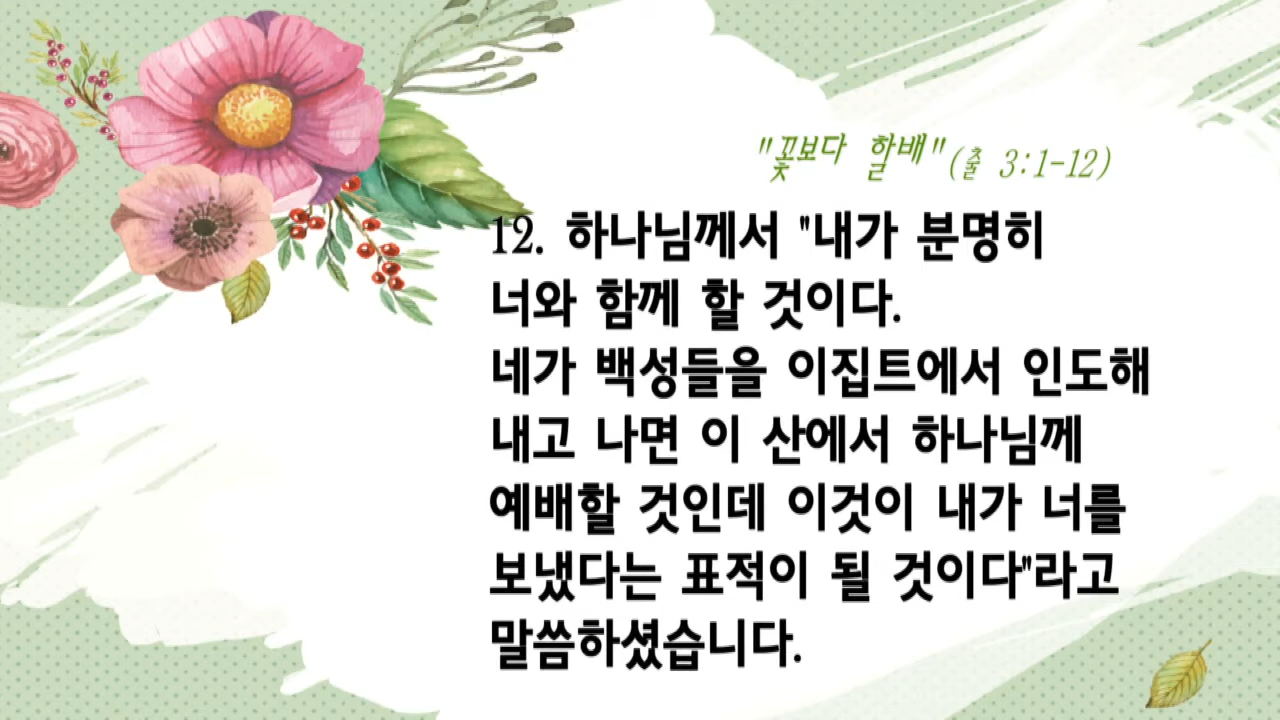 "꽃보다 할배"(출 3:1-12)
12. 하나님께서 "내가 분명히
너와 함께 할 것이다.
네가 백성들을 이집트에서 인도해
내고 나면 이 산에서 하나님께
예배할 것인데 이것이 내가 너를
보냈다는 표적이 될 것이다"라고
말씀하셨습니다.